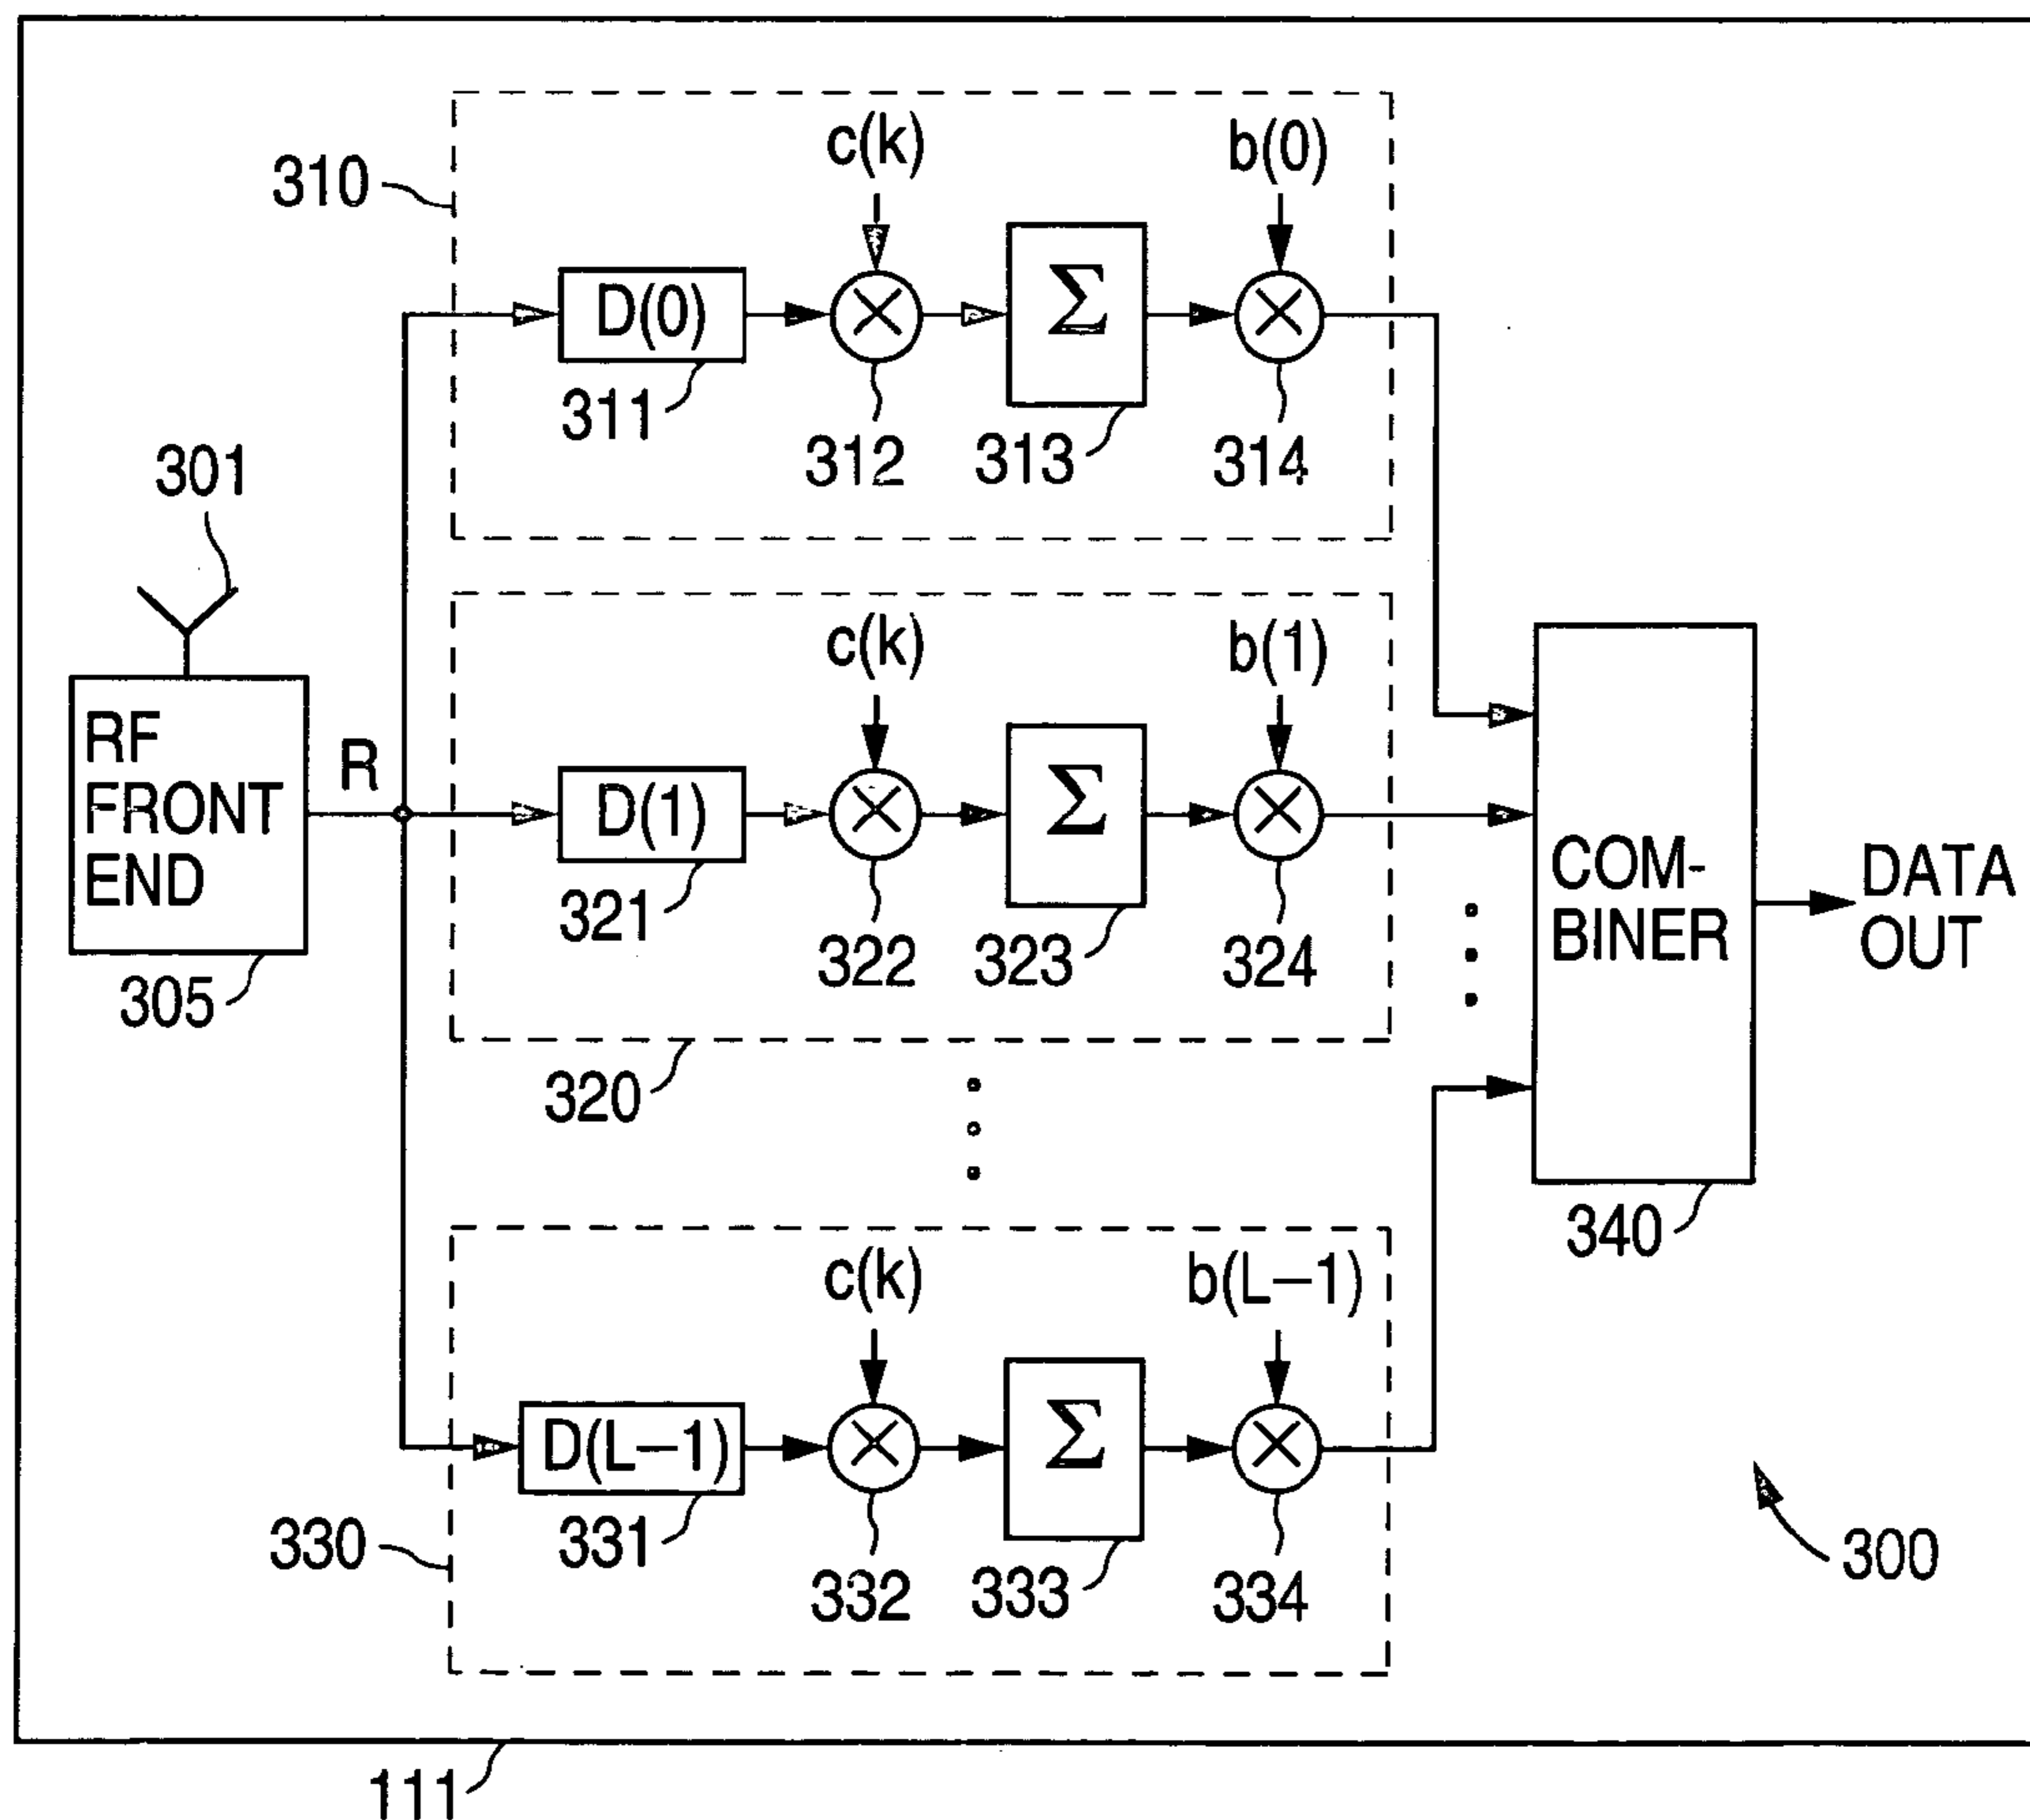 c(k) b(0)
310
D(0) Σ
311 312 313 314
301
c(k) b(1)
RF
FRONT
END
R
D(1) Σ
321 322 323 324
305
320
COM-
BINER
DATA
OUT
340
c(k) b(L−1)
D(L−1) Σ
330
331 332 333 334
300
111